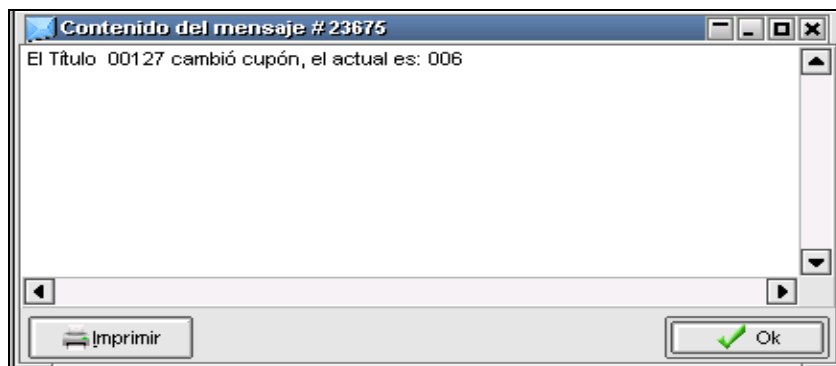 Contenido del mensaje # 23675
El Título 00127 cambió cupón, el actual es: 006
Imprimir
Ok